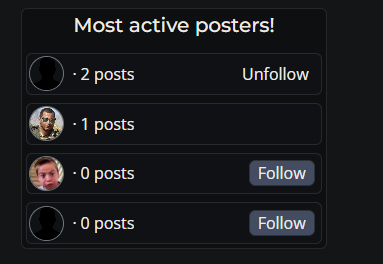 Most active posters!
· 2 posts Unfollow
· 1 posts
· 0 posts Follow
· 0 posts Follow